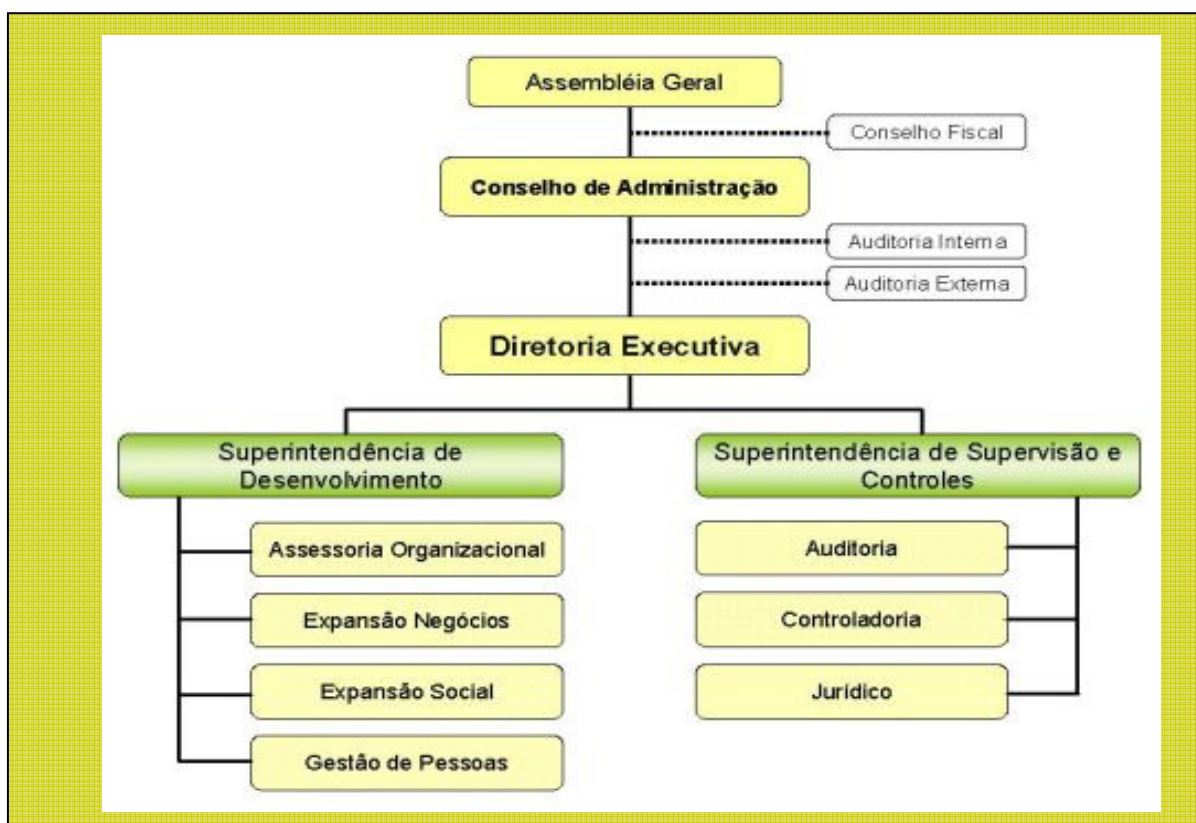 Assembléia Geral
Conselho Fiscal
Conselho de Administração
Auditoria Interna
Auditoria Externa
Diretoria Executiva
Superintendência de
Desenvolvimento
Assessoria Organizacional
Expansão Negócios
Expansão Social
Gestão de Pessoas
Superintendência de Supervisão e
Controles
Auditoria
Controladoria
Jurídico